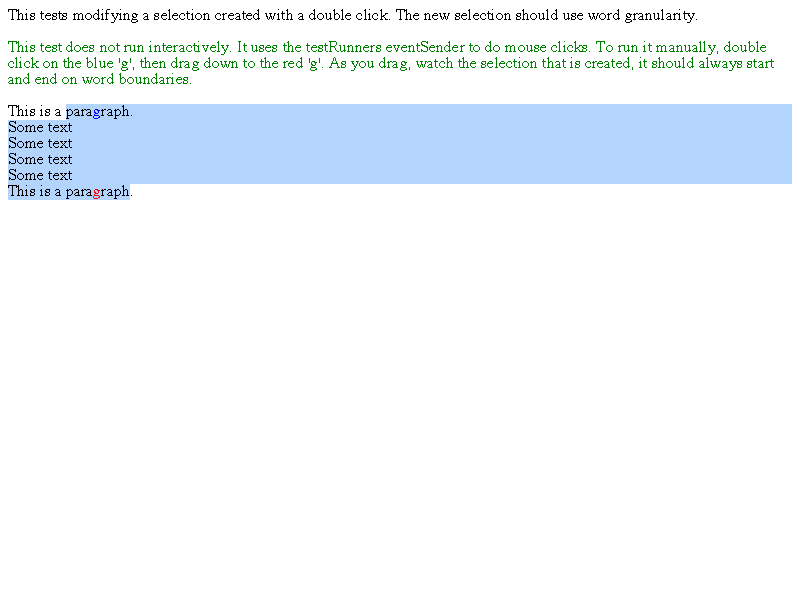 This tests modifying a selection created with a double click. The new selection should use word granularity.
This test does not run interactively. It uses the testRunners eventSender to do mouse clicks. To run it manually, double
click on the blue 'g', then drag down to the red 'g'. As you drag, watch the selection that is created, it should always start
and end on word boundaries.
This is a paragraph.
Some text
Some text
Some text
Some text
This is a paragraph.